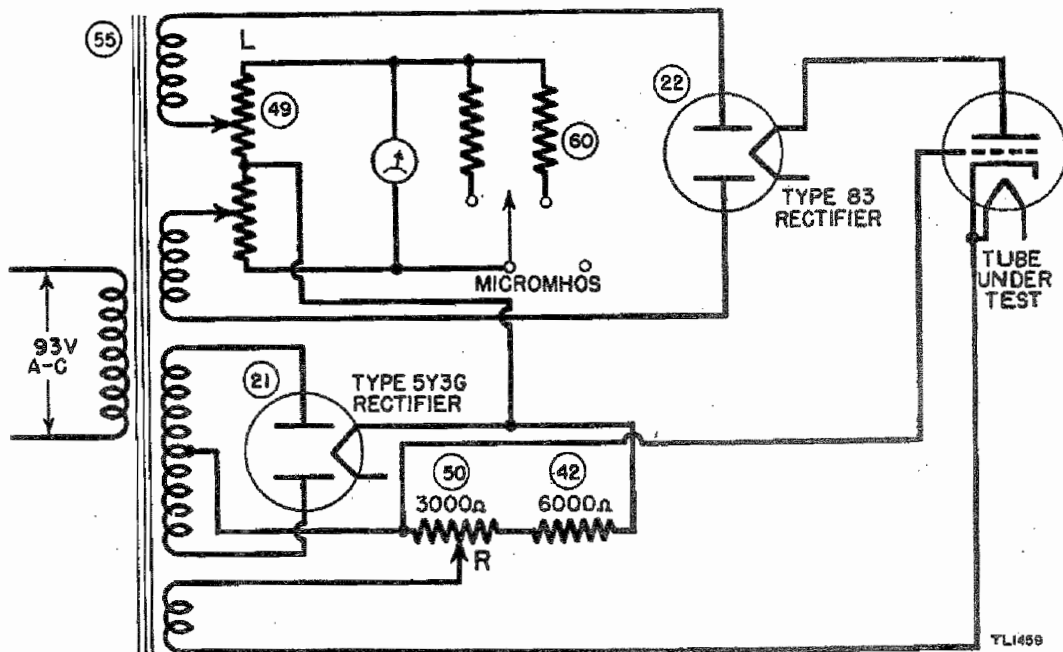 55
L
49
60
22
TYPE 83
RECTIFIER
TUBE
UNDER
TEST
MICROMHOS
93V
A-C
21
TYPE 5Y3G
RECTIFIER
50
3000Ω
42
6000Ω
R
TL1459